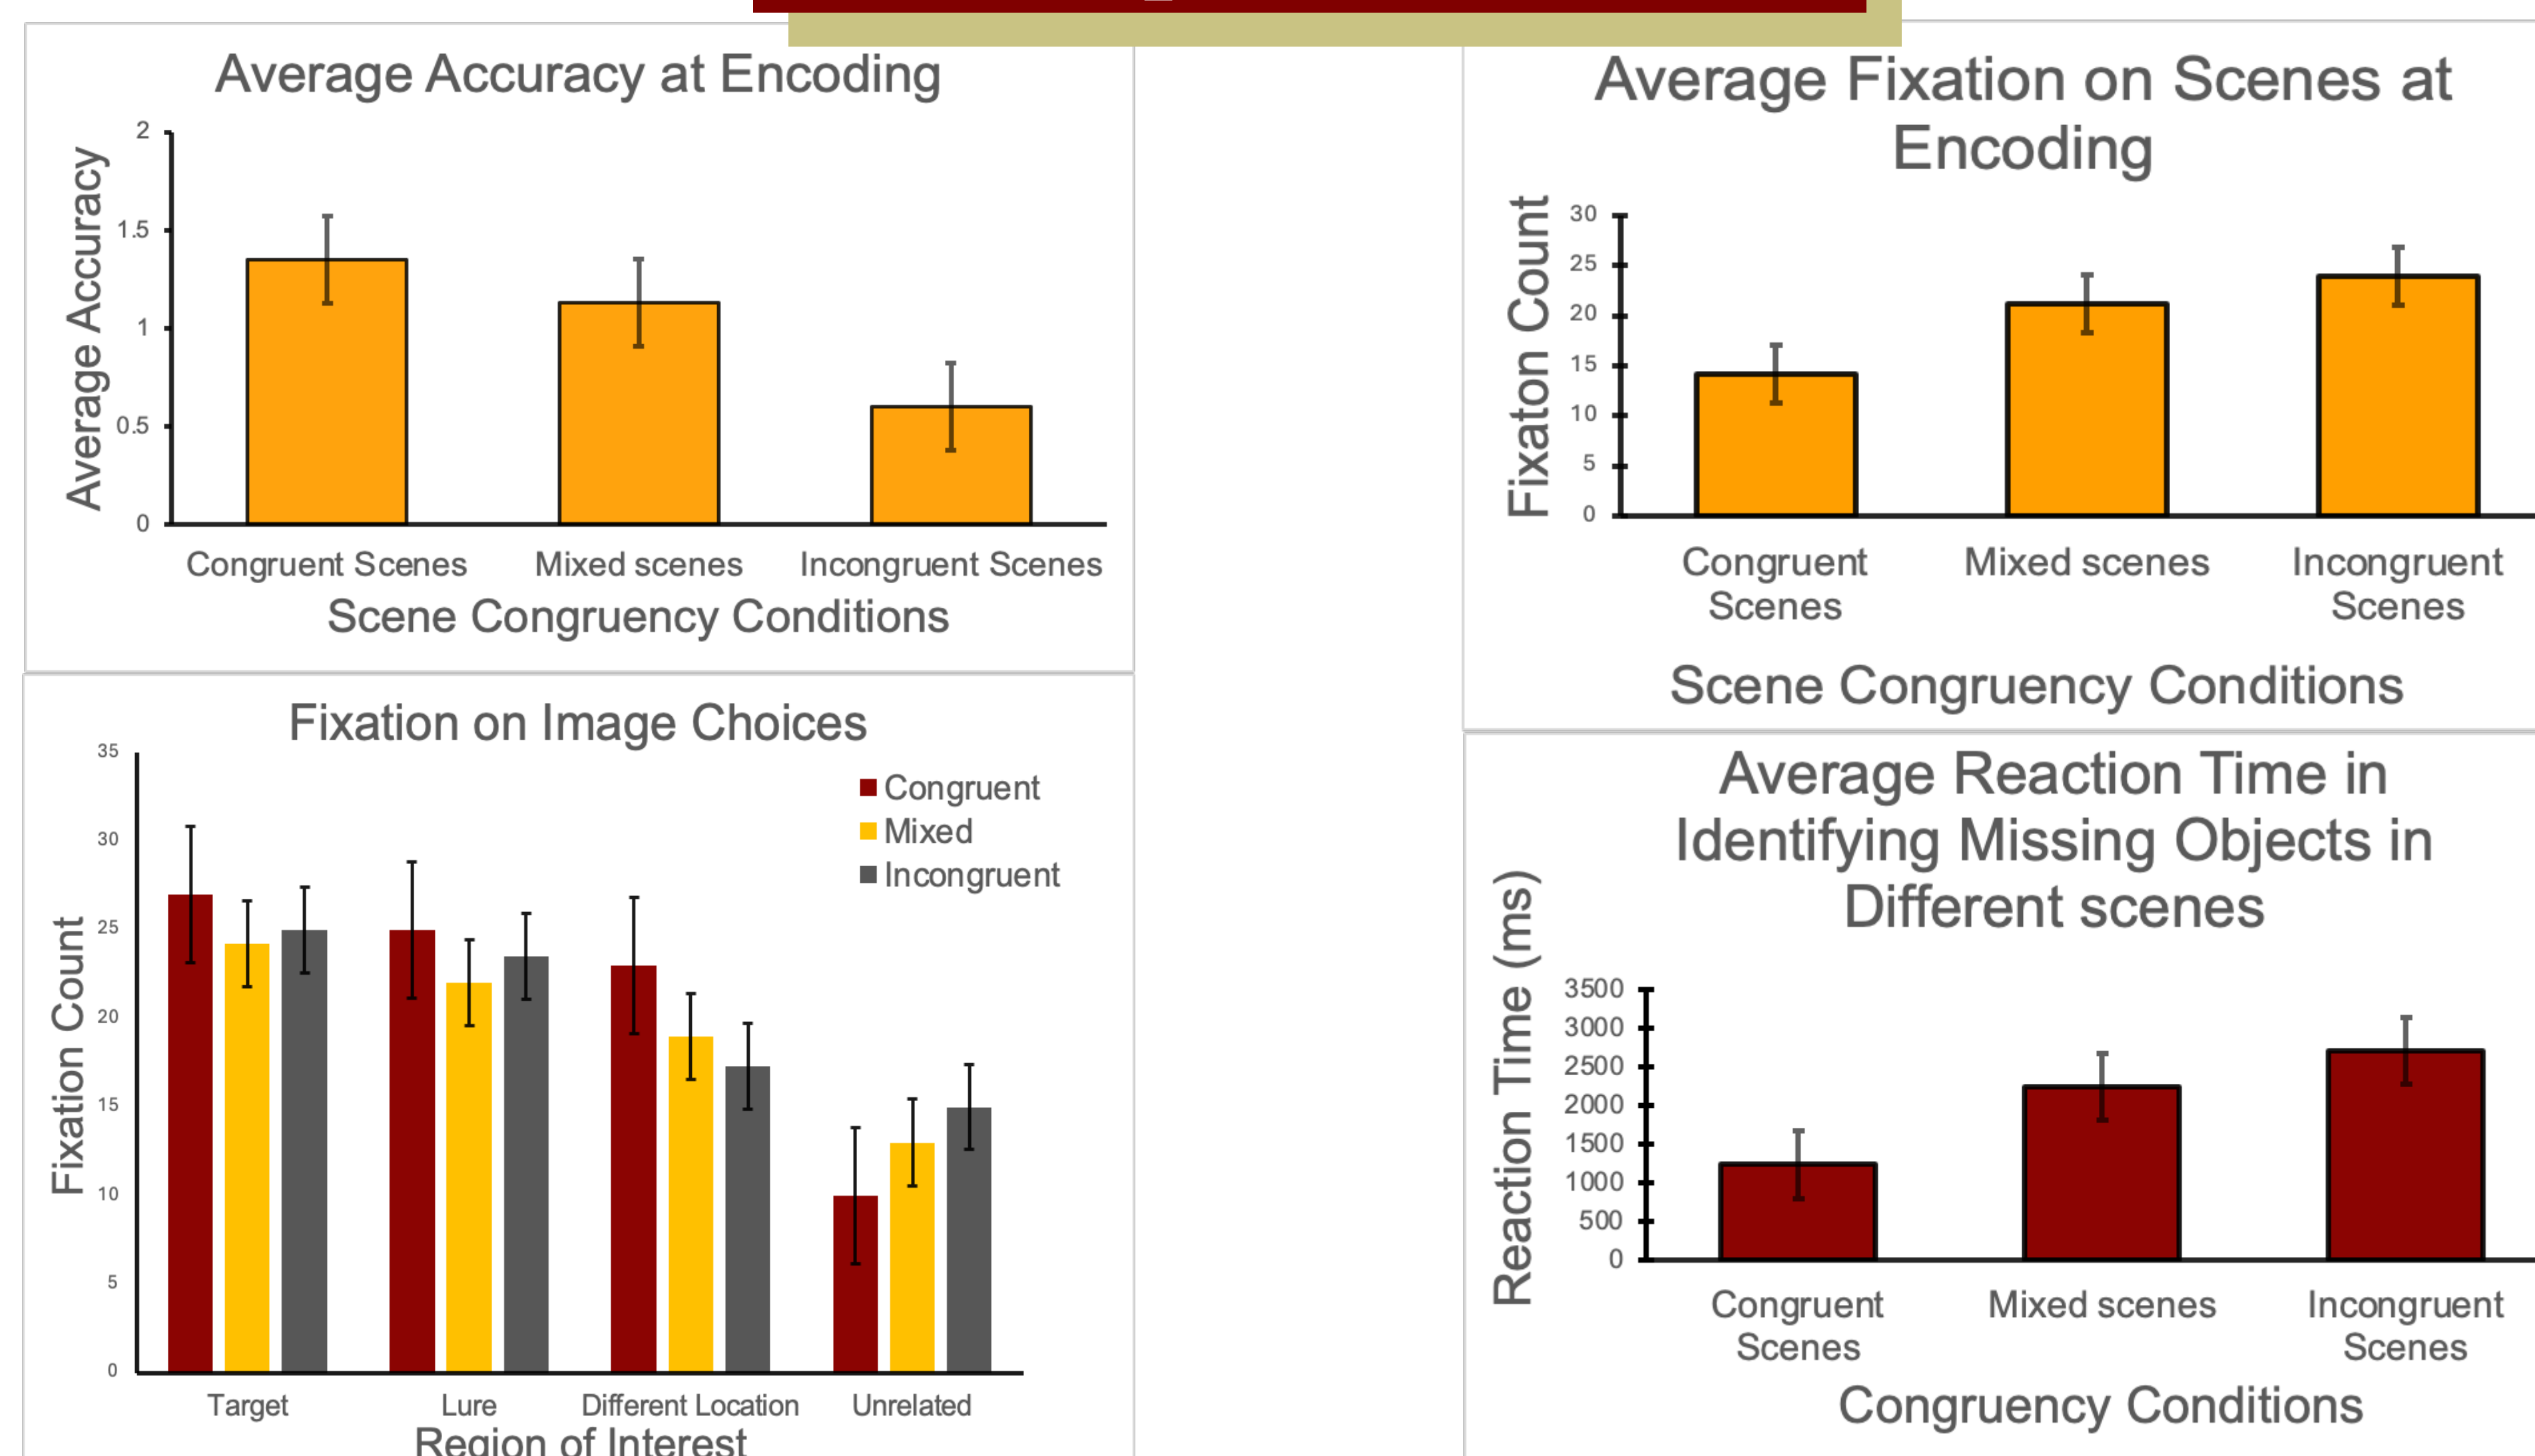 Average Accuracy at Encoding
2
1.5
1
0.5
0
Average Accuracy
Congruent Scenes
Mixed scenes
Incongruent Scenes
Scene Congruency Conditions
Average Fixation on Scenes at
Encoding
30
25
20
15
10
5
0
Fixaton Count
Congruent
Scenes
Mixed scenes
Incongruent
Scenes
Scene Congruency Conditions
Fixation on Image Choices
35
30
25
20
15
10
5
0
Fixation Count
Congruent
Mixed
Incongruent
Target
Lure
Different Location
Unrelated
Region of Interest
Average Reaction Time in
Identifying Missing Objects in
Different scenes
3500
3000
2500
2000
1500
1000
500
0
Reaction Time (ms)
Congruent
Scenes
Mixed scenes
Incongruent
Scenes
Congruency Conditions